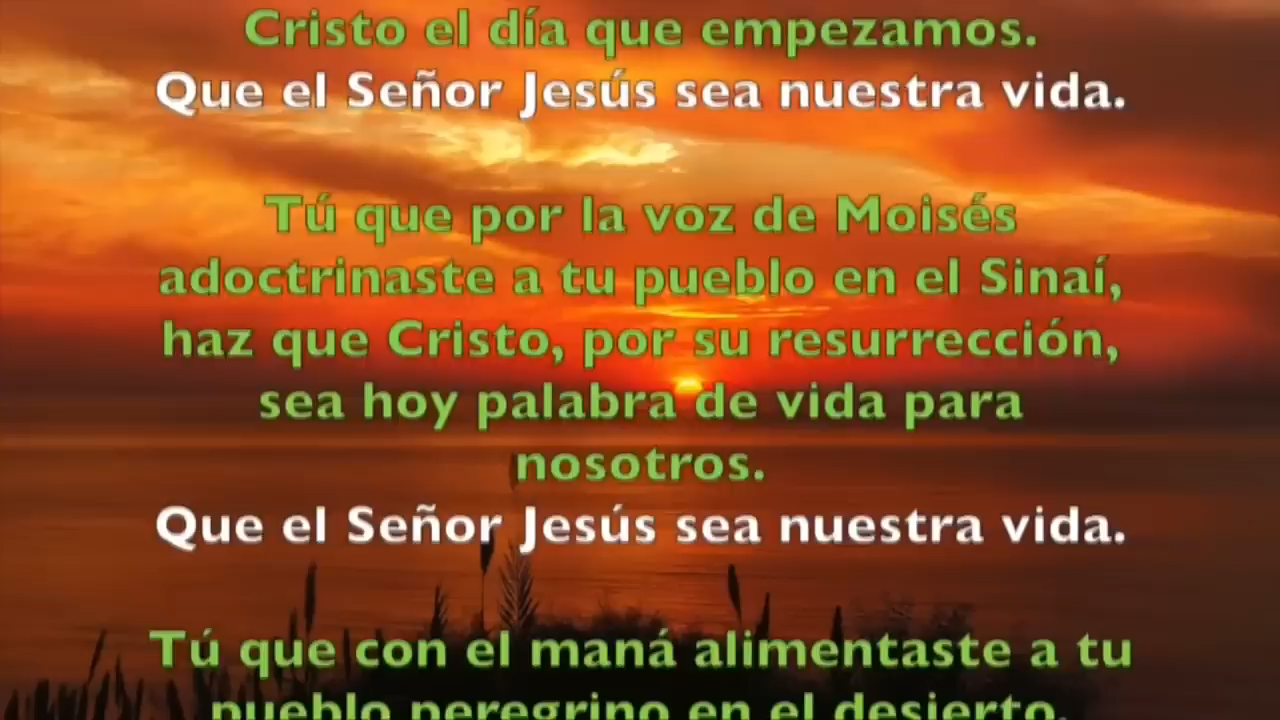 Cristo el día que empezamos.
Que el Señor Jesús sea nuestra vida.
Tú que por la voz de Moisés
adoctrinaste a tu pueblo en el Sinaí,
haz que Cristo, por su resurrección,
sea hoy palabra de vida para
nosotros.
Que el Señor Jesús sea nuestra vida.
Tú que con el maná alimentaste a tu
pueblo peregrino en el desierto,